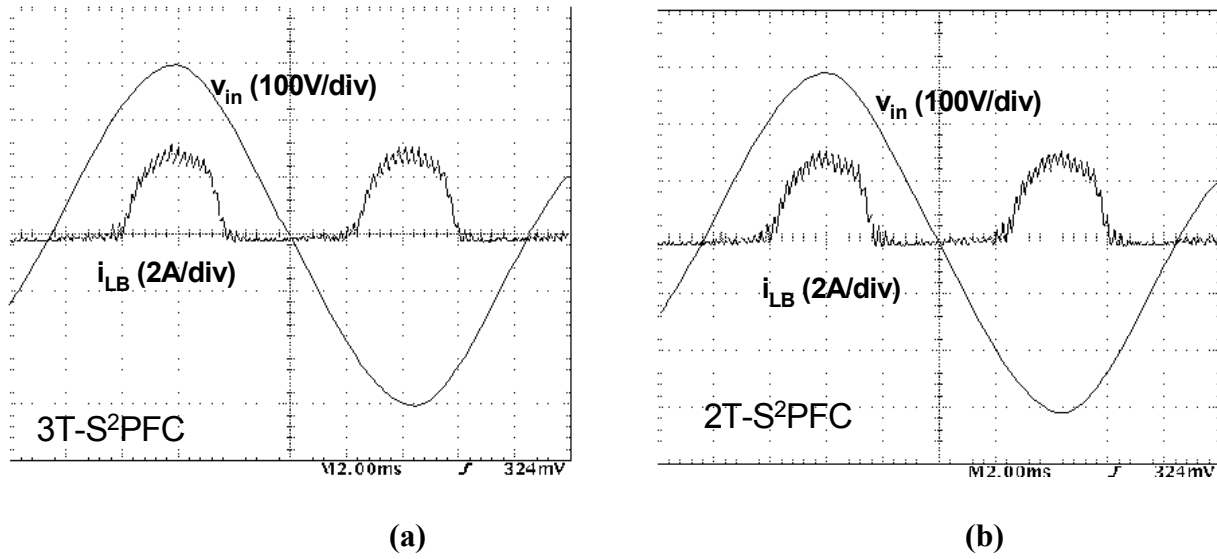 v_in (100V/div)
i_LB (2A/div)
3T-S²PFC
M2.00ms 324mV
(a)
v_in (100V/div)
i_LB (2A/div)
2T-S²PFC
M2.00ms 324mV
(b)